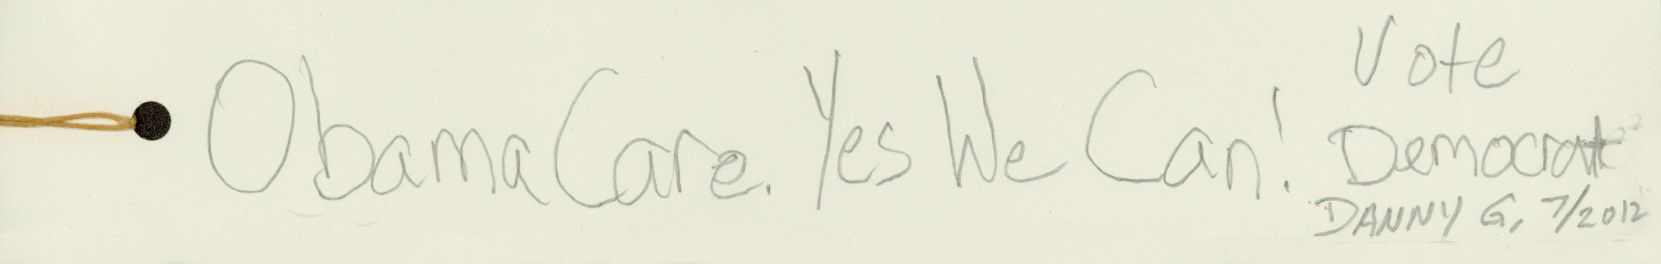 ObamaCare. Yes We Can!
Vote
Democrat
DANNY G, 7/2012